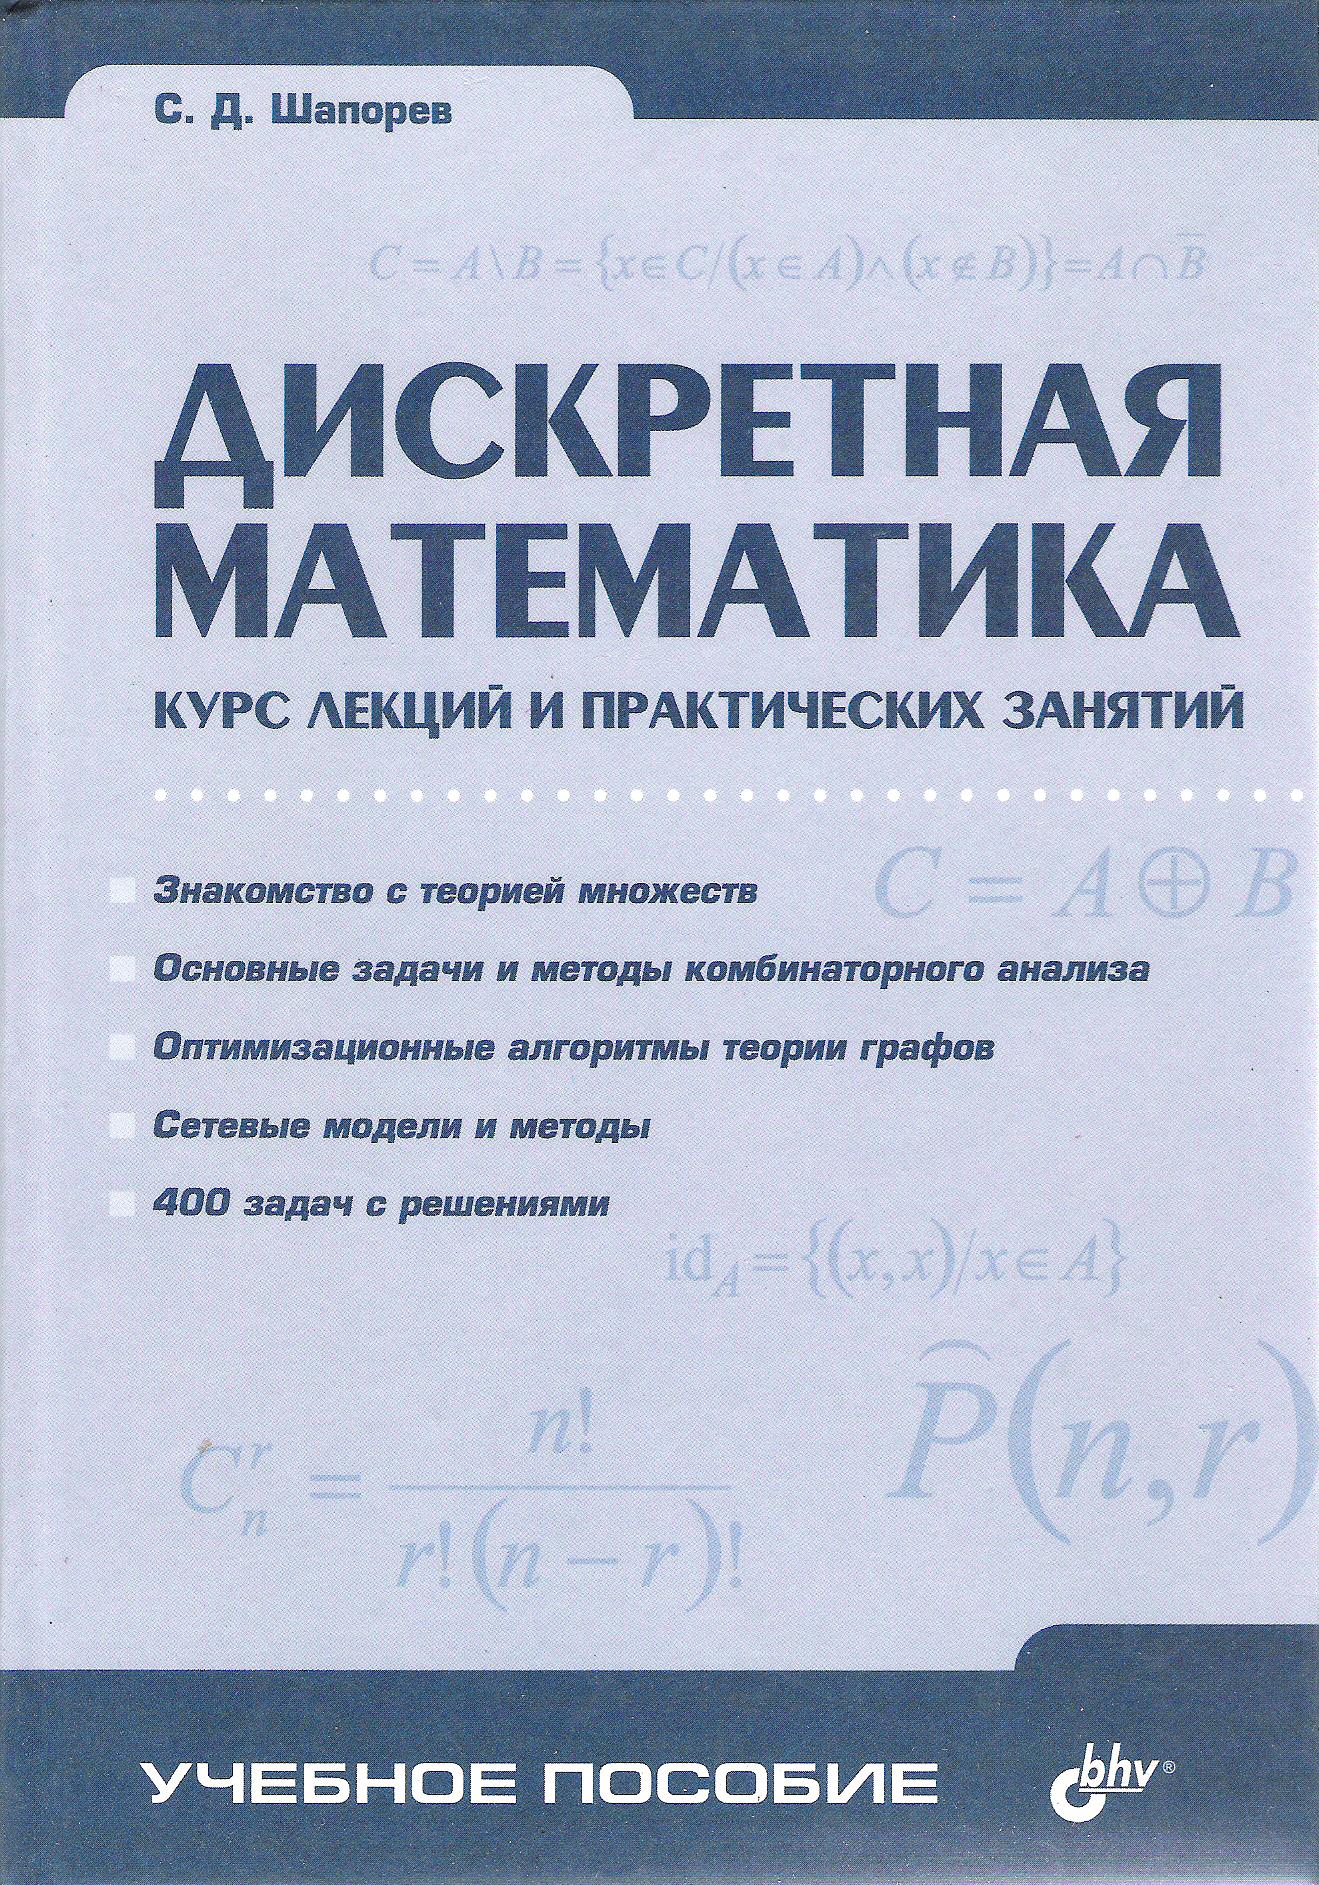 С. Д. Шапорев
C = A \ B = {x ∈ C/(x ∈ A) ∧ (x ∉ B)} = A ∩ B̅
ДИСКРЕТНАЯ
МАТЕМАТИКА
КУРС ЛЕКЦИЙ И ПРАКТИЧЕСКИХ ЗАНЯТИЙ
C = A ⊕ B
Знакомство с теорией множеств
Основные задачи и методы комбинаторного анализа
Оптимизационные алгоритмы теории графов
Сетевые модели и методы
400 задач с решениями
id_A = {(x, x)/x ∈ A}
P̑(n, r)
C_n^r = n! / r!(n − r)!
УЧЕБНОЕ ПОСОБИЕ
bhv®